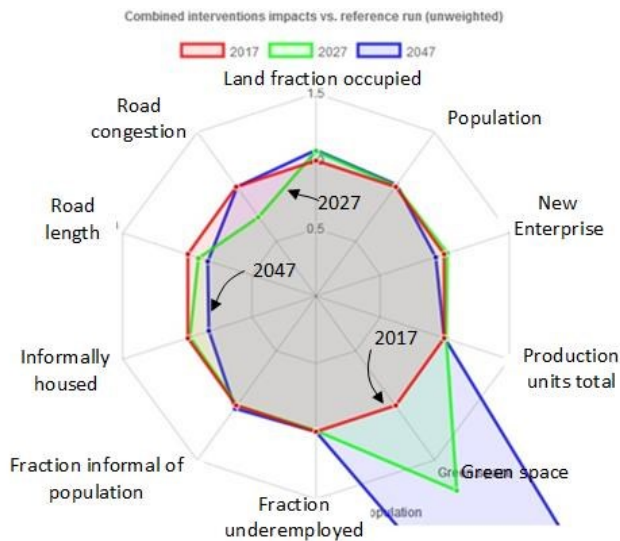 Combined interventions impacts vs. reference run (unweighted)
2017 2027 2047
Land fraction occupied
1.5
Road
congestion
Population
2027
Road
length
New
Enterprise
0.5
2047
2017
Informally
housed
Production
units total
Green space
Fraction informal of
population
Fraction
underemployed
opulation